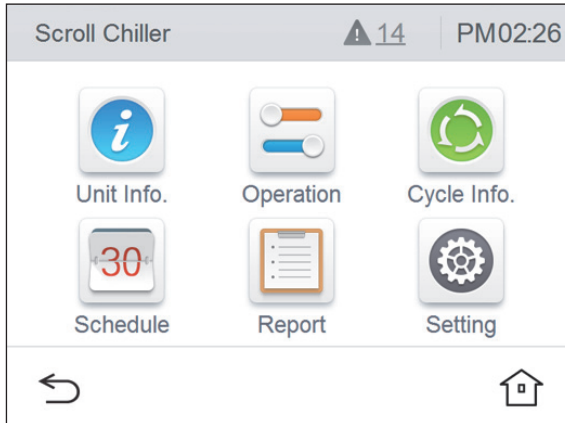 Scroll Chiller 14 PM02:26
Unit Info. Operation Cycle Info.
30
Schedule Report Setting